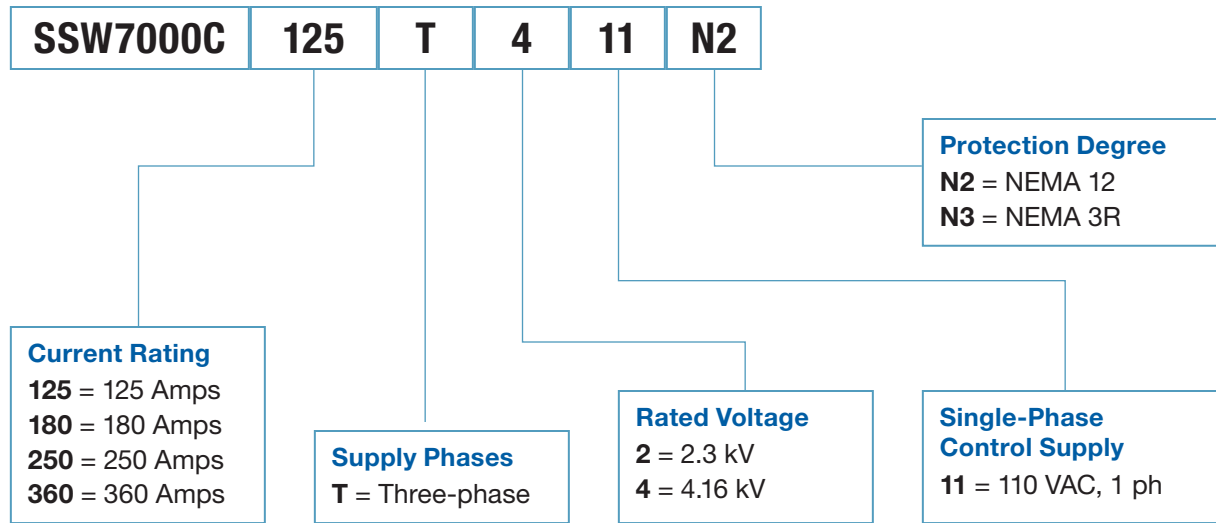 SSW7000C 125 T 4 11 N2
Protection Degree
N2 = NEMA 12
N3 = NEMA 3R
Current Rating
125 = 125 Amps
180 = 180 Amps
250 = 250 Amps
360 = 360 Amps
Supply Phases
T = Three-phase
Rated Voltage
2 = 2.3 kV
4 = 4.16 kV
Single-Phase
Control Supply
11 = 110 VAC, 1 ph